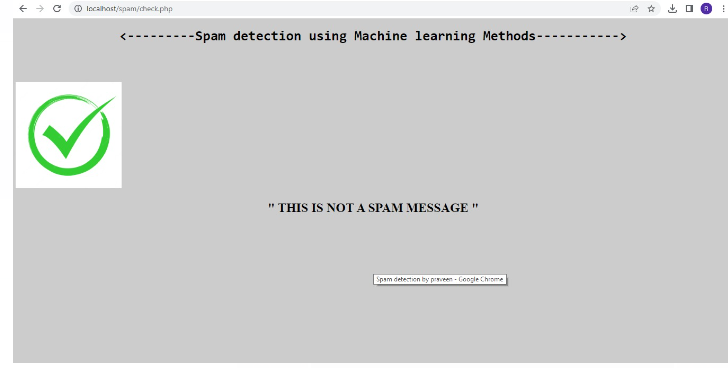 localhost/spam/check.php
B
<---------Spam detection using Machine learning Methods----------->
" THIS IS NOT A SPAM MESSAGE "
Spam detection by praveen - Google Chrome